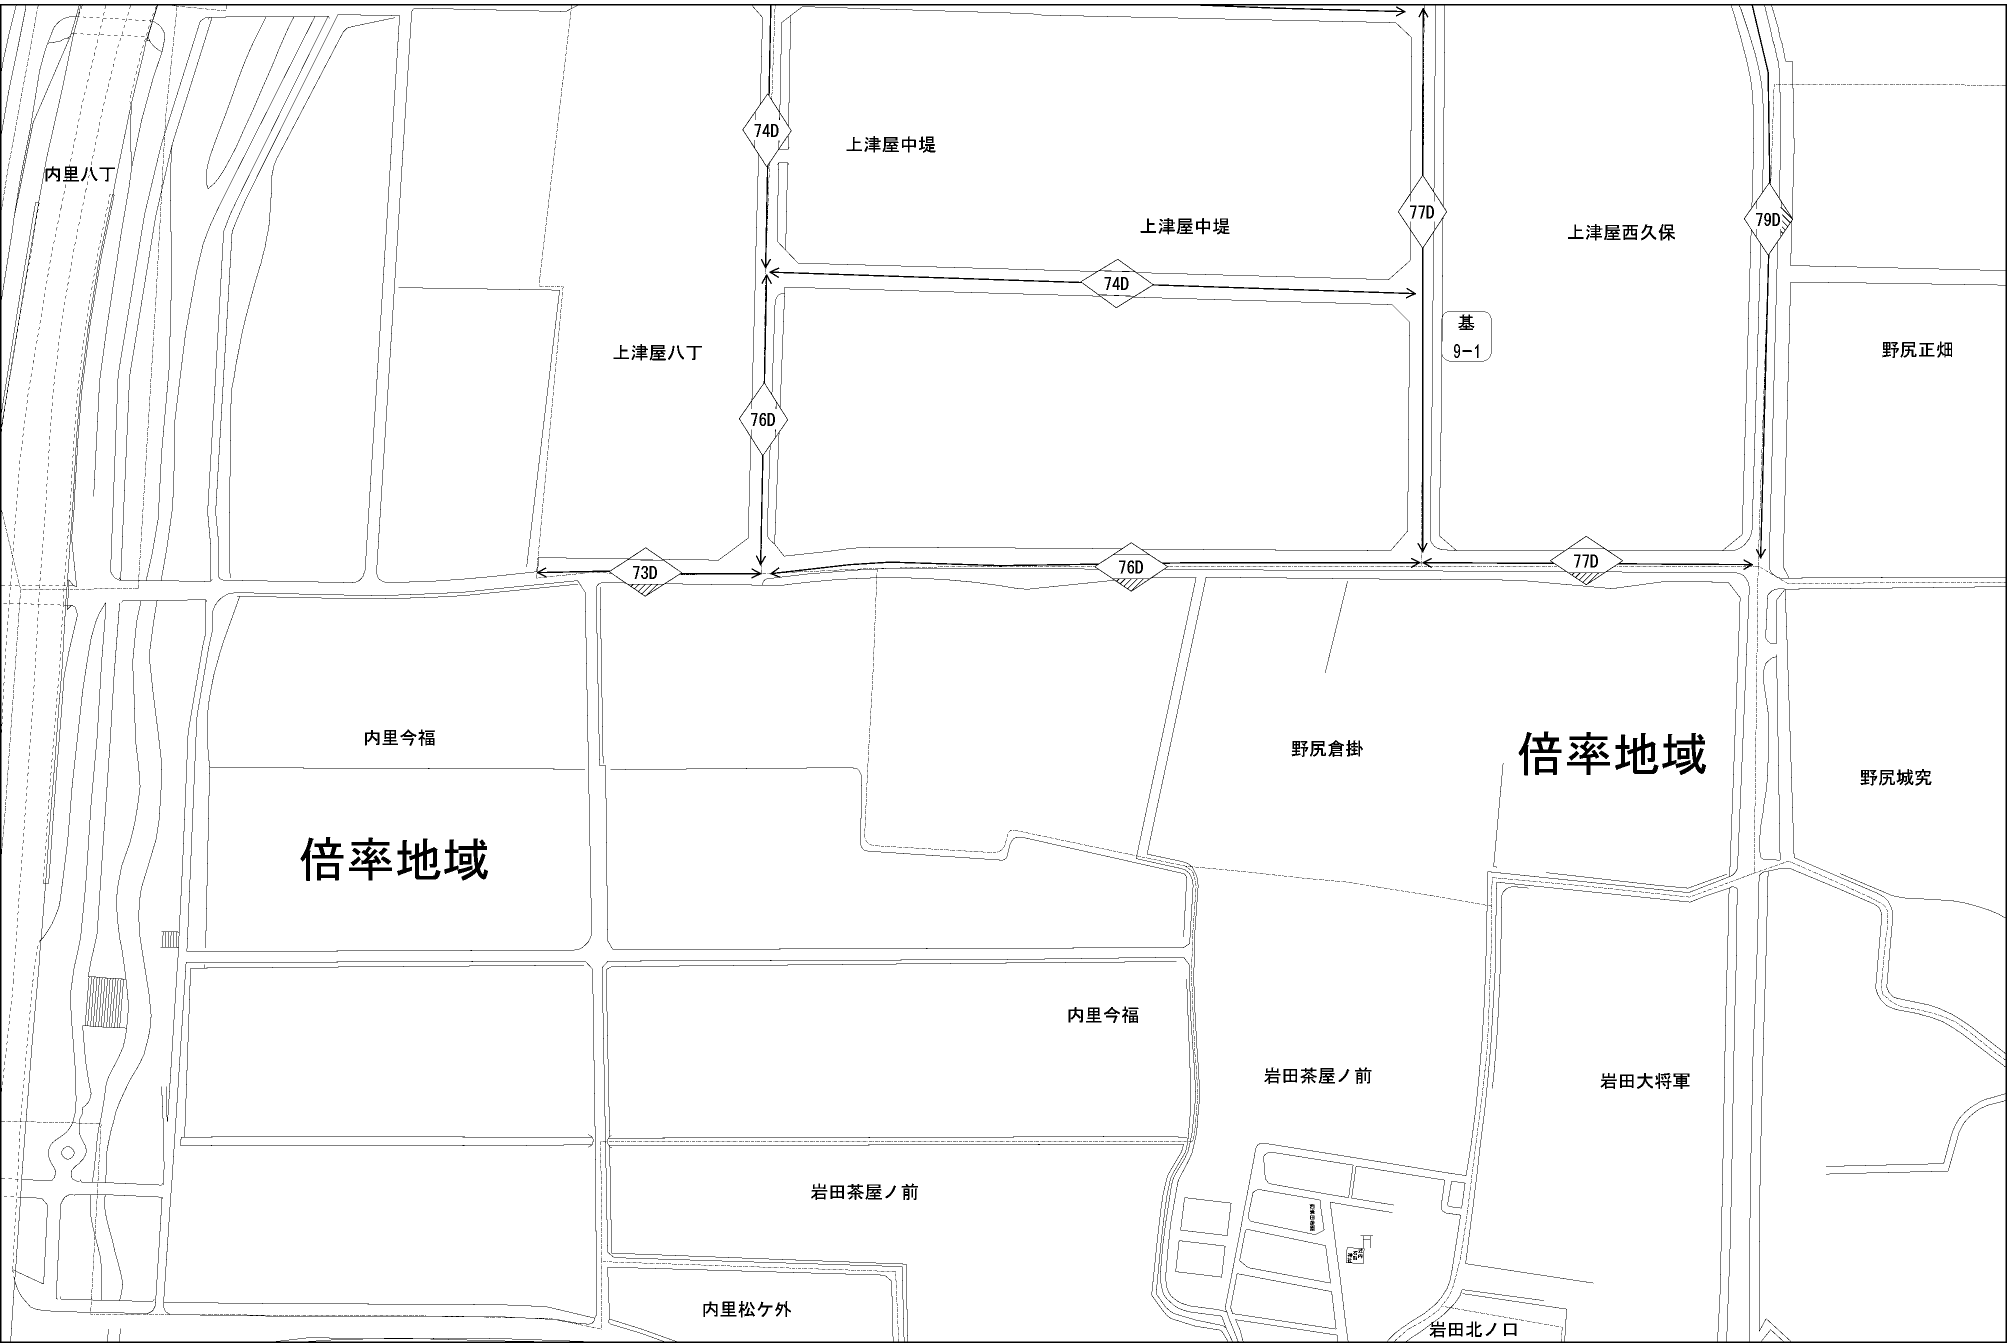 74D
上津屋中堤
内里八丁
77D
79D
上津屋中堤
上津屋西久保
74D
基
9-1
上津屋八丁
野尻正畑
76D
73D
76D
77D
内里今福
野尻倉掛
倍率地域
野尻城究
倍率地域
内里今福
岩田茶屋ノ前
岩田大将軍
岩田茶屋ノ前
内里松ケ外
岩田北ノ口